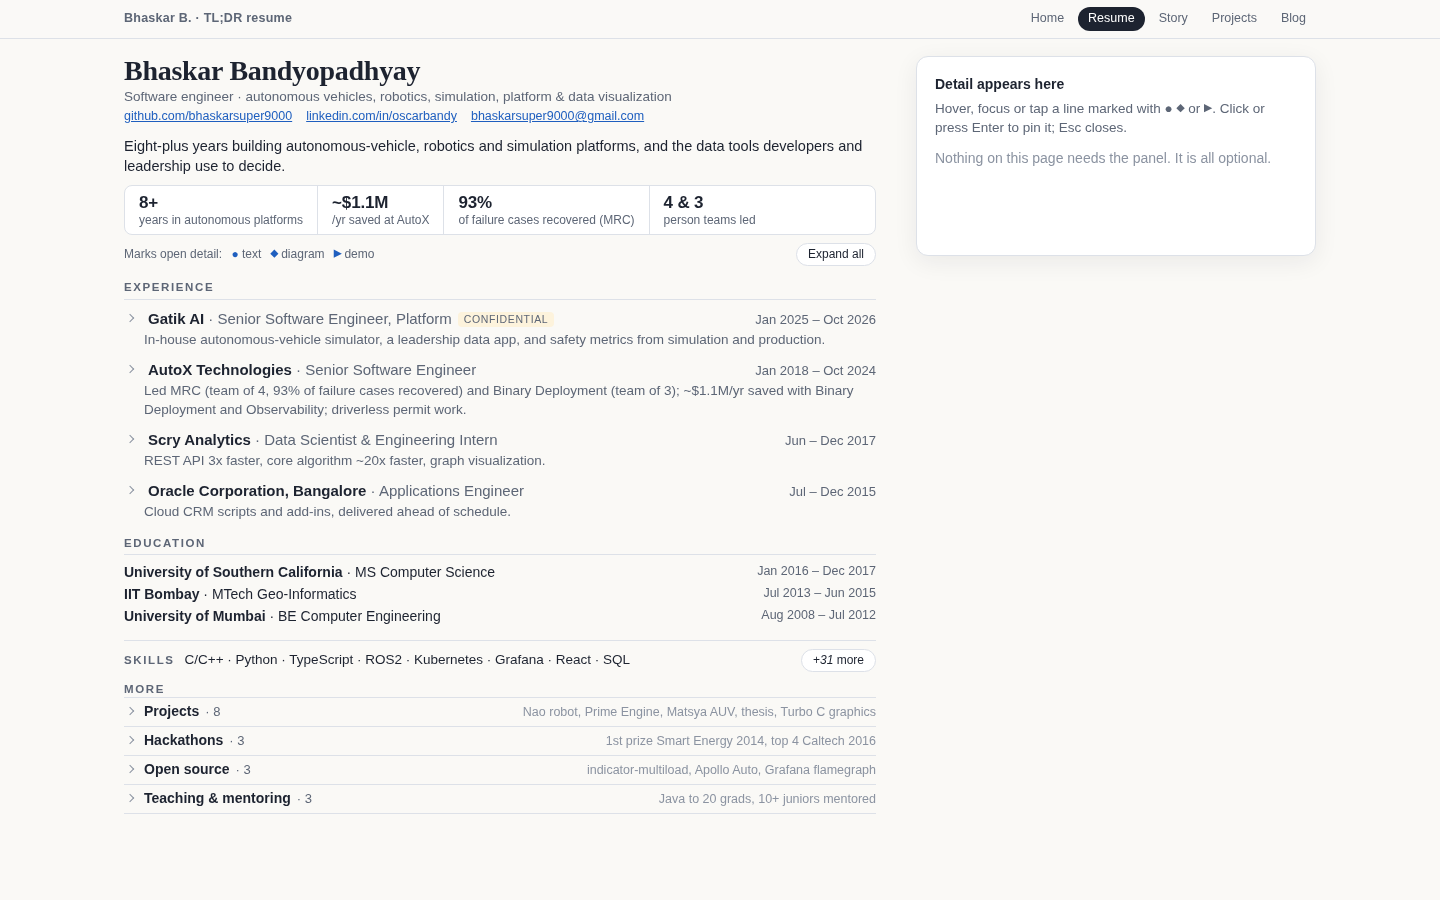 Bhaskar B. · TL;DR resume
Home Resume Story Projects Blog
Bhaskar Bandyopadhyay
Software engineer · autonomous vehicles, robotics, simulation, platform & data visualization
github.com/bhaskarsuper9000 linkedin.com/in/oscarbandy bhaskarsuper9000@gmail.com
Eight-plus years building autonomous-vehicle, robotics and simulation platforms, and the data tools developers and
leadership use to decide.
8+ ~$1.1M 93% 4 & 3
years in autonomous platforms /yr saved at AutoX of failure cases recovered (MRC) person teams led
Marks open detail: ● text ◆ diagram ▶ demo Expand all
EXPERIENCE
Gatik AI · Senior Software Engineer, Platform CONFIDENTIAL Jan 2025 – Oct 2026
In-house autonomous-vehicle simulator, a leadership data app, and safety metrics from simulation and production.
AutoX Technologies · Senior Software Engineer Jan 2018 – Oct 2024
Led MRC (team of 4, 93% of failure cases recovered) and Binary Deployment (team of 3); ~$1.1M/yr saved with Binary
Deployment and Observability; driverless permit work.
Scry Analytics · Data Scientist & Engineering Intern Jun – Dec 2017
REST API 3x faster, core algorithm ~20x faster, graph visualization.
Oracle Corporation, Bangalore · Applications Engineer Jul – Dec 2015
Cloud CRM scripts and add-ins, delivered ahead of schedule.
EDUCATION
University of Southern California · MS Computer Science Jan 2016 – Dec 2017
IIT Bombay · MTech Geo-Informatics Jul 2013 – Jun 2015
University of Mumbai · BE Computer Engineering Aug 2008 – Jul 2012
SKILLS C/C++ · Python · TypeScript · ROS2 · Kubernetes · Grafana · React · SQL +31 more
MORE
Projects · 8 Nao robot, Prime Engine, Matsya AUV, thesis, Turbo C graphics
Hackathons · 3 1st prize Smart Energy 2014, top 4 Caltech 2016
Open source · 3 indicator-multiload, Apollo Auto, Grafana flamegraph
Teaching & mentoring · 3 Java to 20 grads, 10+ juniors mentored
Detail appears here
Hover, focus or tap a line marked with ● ◆ or ▶. Click or
press Enter to pin it; Esc closes.
Nothing on this page needs the panel. It is all optional.